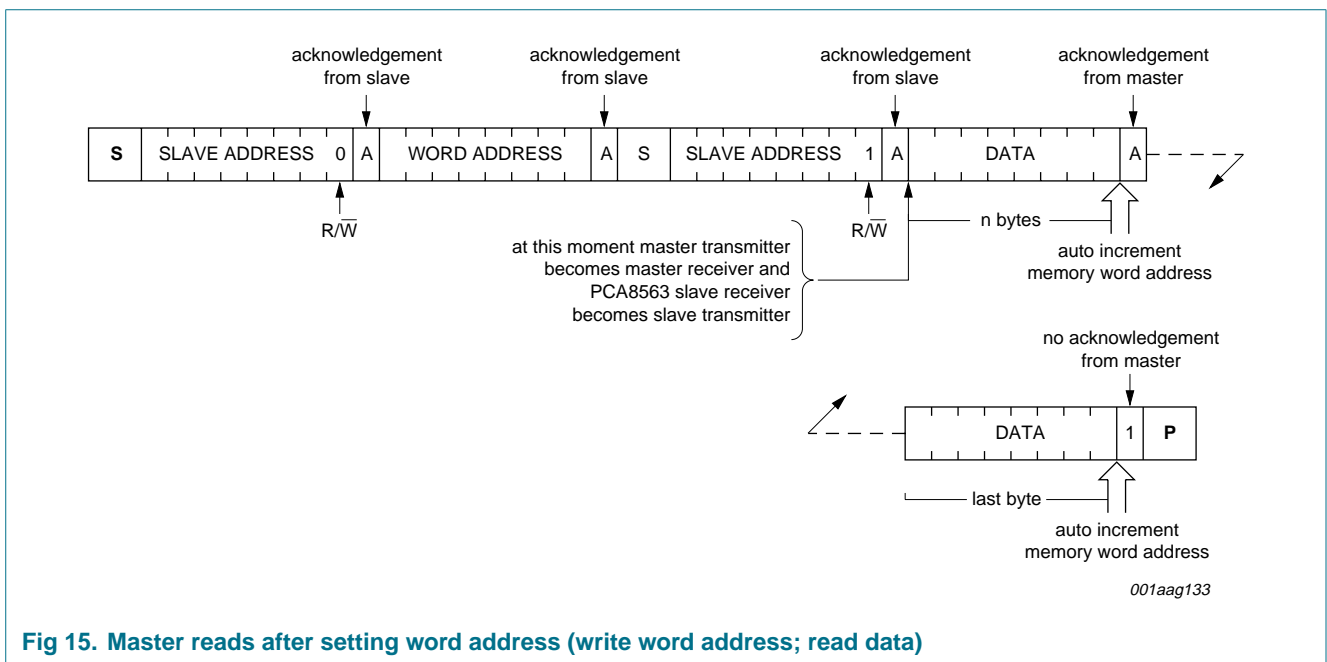 acknowledgement
from slave
acknowledgement
from slave
acknowledgement
from slave
acknowledgement
from master
S SLAVE ADDRESS 0 A WORD ADDRESS A S SLAVE ADDRESS 1 A DATA A
R/W̅
R/W̅
n bytes
at this moment master transmitter
becomes master receiver and
PCA8563 slave receiver
becomes slave transmitter
auto increment
memory word address
no acknowledgement
from master
DATA 1 P
last byte
auto increment
memory word address
001aag133
Fig 15. Master reads after setting word address (write word address; read data)